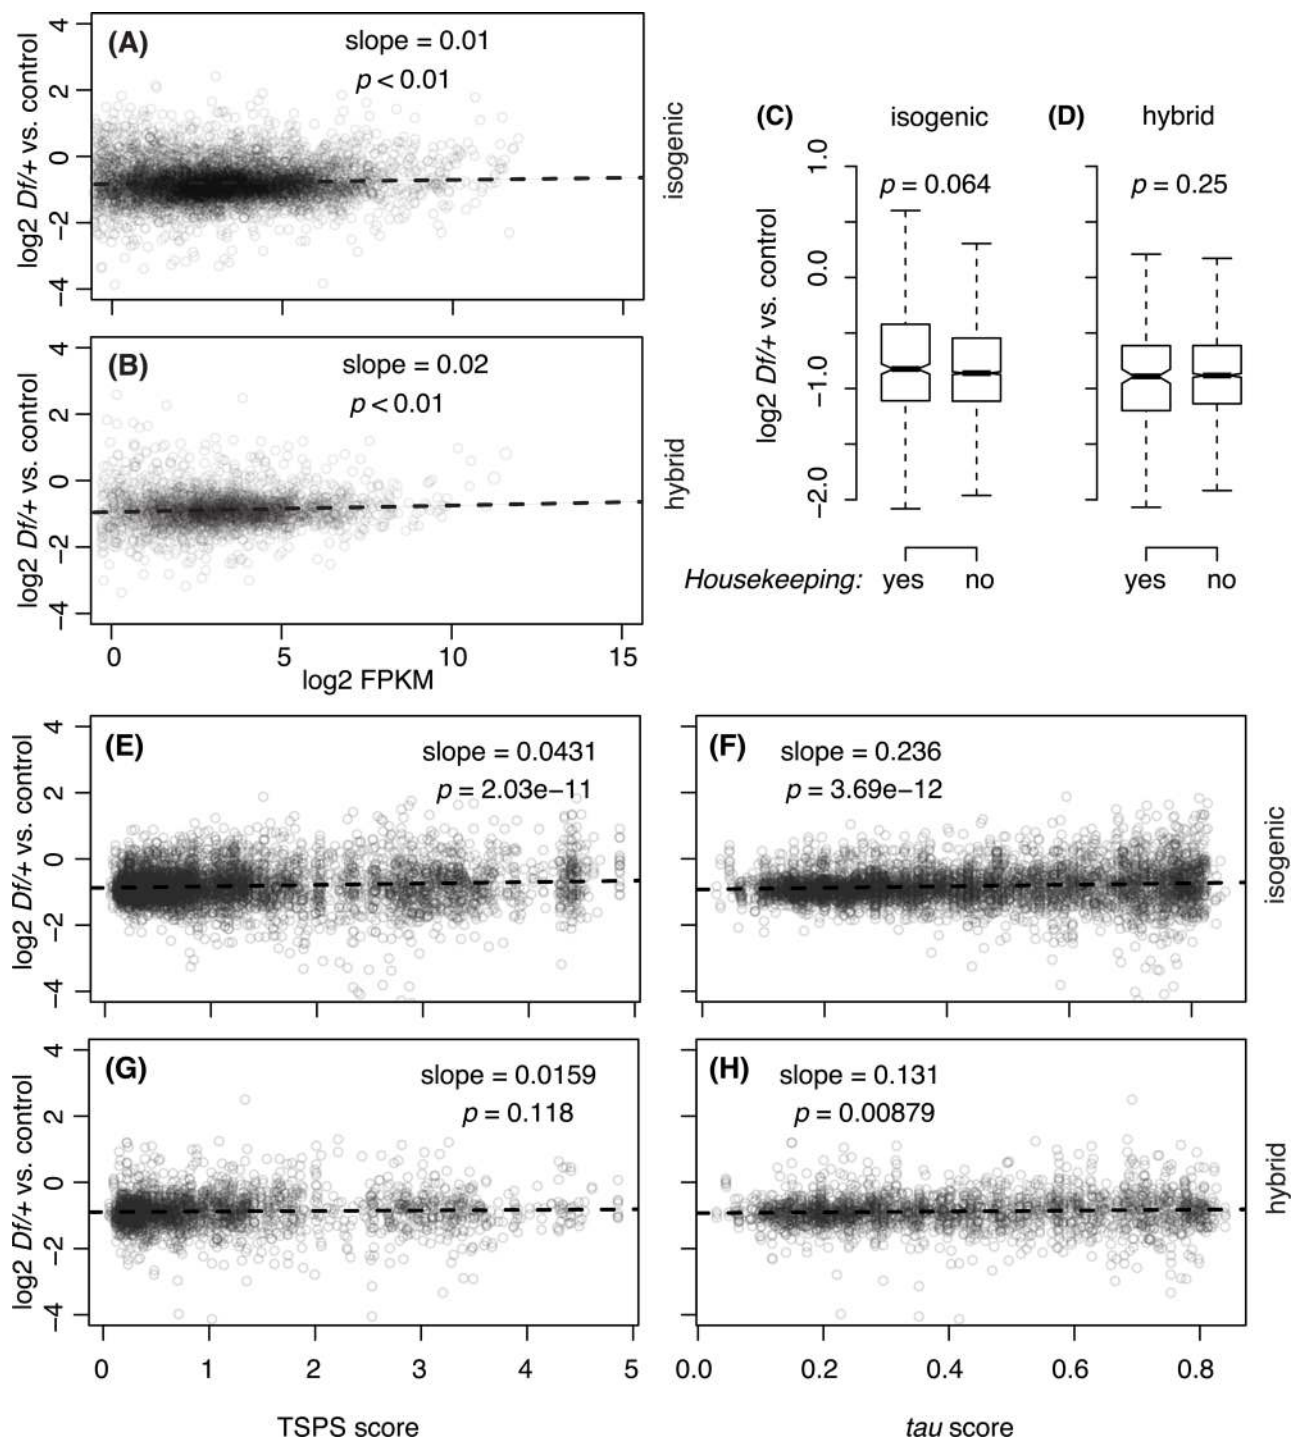 (A)
slope = 0.01
p < 0.01
log2 Df/+ vs. control
4
2
0
−2
−4
isogenic
(B)
slope = 0.02
p < 0.01
log2 Df/+ vs. control
4
2
0
−2
−4
hybrid
0 5 10 15
log2 FPKM
(C) isogenic
p = 0.064
log2 Df/+ vs. control
1.0
0.0
−1.0
−2.0
(D) hybrid
p = 0.25
Housekeeping: yes no yes no
(E)
slope = 0.0431
p = 2.03e−11
log2 Df/+ vs. control
4
2
0
−2
−4
(F)
slope = 0.236
p = 3.69e−12
isogenic
(G)
slope = 0.0159
p = 0.118
log2 Df/+ vs. control
4
2
0
−2
−4
0 1 2 3 4 5
TSPS score
(H)
slope = 0.131
p = 0.00879
hybrid
0.0 0.2 0.4 0.6 0.8
tau score